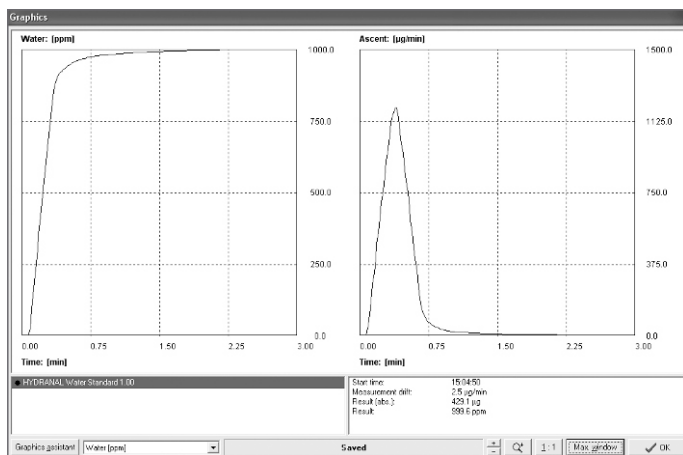 Graphics
Water: [ppm]
1000.0
750.0
500.0
250.0
0.0
0.00 0.75 1.50 2.25 3.00
Time: [min]
Ascent: [µg/min]
1500.0
1125.0
750.0
375.0
0.0
0.00 0.75 1.50 2.25 3.00
Time: [min]
HYDRANAL Water Standard 1.00
Start time: 15:04:50
Measurement drift: 2.5 µg/min
Result (abs.): 429.1 µg
Result: 999.6 ppm
Graphics assistant Water [ppm] Saved 1:1 Max window OK